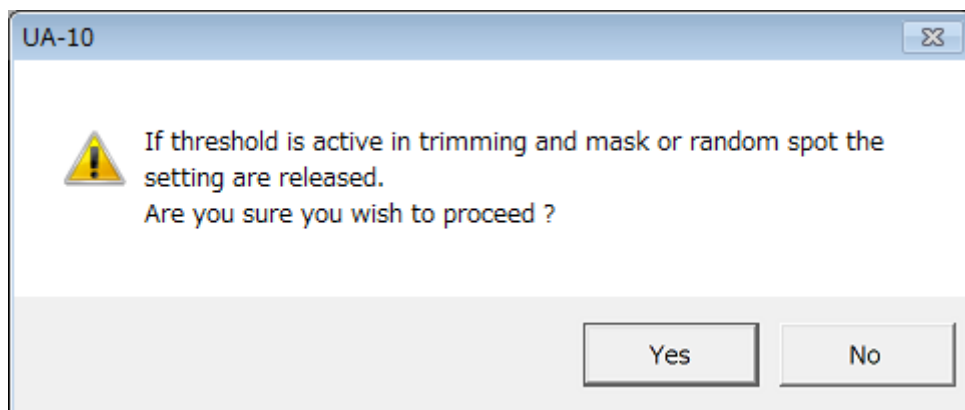 UA-10
If threshold is active in trimming and mask or random spot the
setting are released.
Are you sure you wish to proceed ?
Yes
No